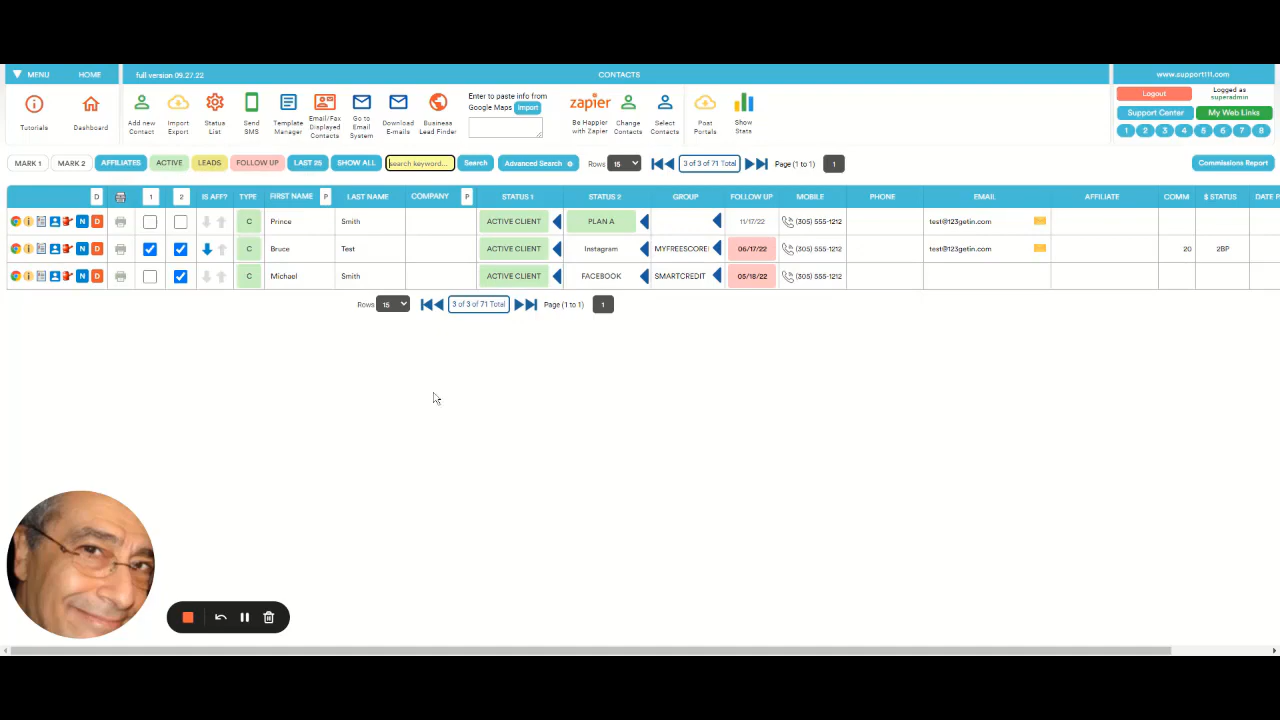 MENU
HOME
full version 09.27.22
CONTACTS
www.support111.com
Tutorials
Dashboard
Add new
Contact
Import
Export
Status
List
Send
SMS
Template
Manager
Email/Fax
Displayed
Contacts
Go to
Email
System
Download
E-mails
Business
Lead Finder
Enter to paste info from
Google Maps Import
zapier
Be Happier
with Zapier
Change
Contacts
Select
Contacts
Post
Portals
Show
Stats
Logout
Logged as
superadmin
Support Center
My Web Links
1 2 3 4 5 6 7 8
MARK 1 MARK 2 AFFILIATES ACTIVE LEADS FOLLOW UP LAST 25 SHOW ALL search keyword... Search Advanced Search Rows 15 3 of 3 of 71 Total Page (1 to 1) 1 Commissions Report
D 1 2 IS AFF? TYPE FIRST NAME P LAST NAME COMPANY P STATUS 1 STATUS 2 GROUP FOLLOW UP MOBILE PHONE EMAIL AFFILIATE COMM $ STATUS DATE P
N D C Prince Smith ACTIVE CLIENT PLAN A 11/17/22 (305) 555-1212 test@123getin.com
N D C Bruce Test ACTIVE CLIENT Instagram MYFREESCORE 06/17/22 (305) 555-1212 test@123getin.com 20 2BP
N D C Michael Smith ACTIVE CLIENT FACEBOOK SMARTCREDIT 05/18/22 (305) 555-1212
Rows 15 3 of 3 of 71 Total Page (1 to 1) 1